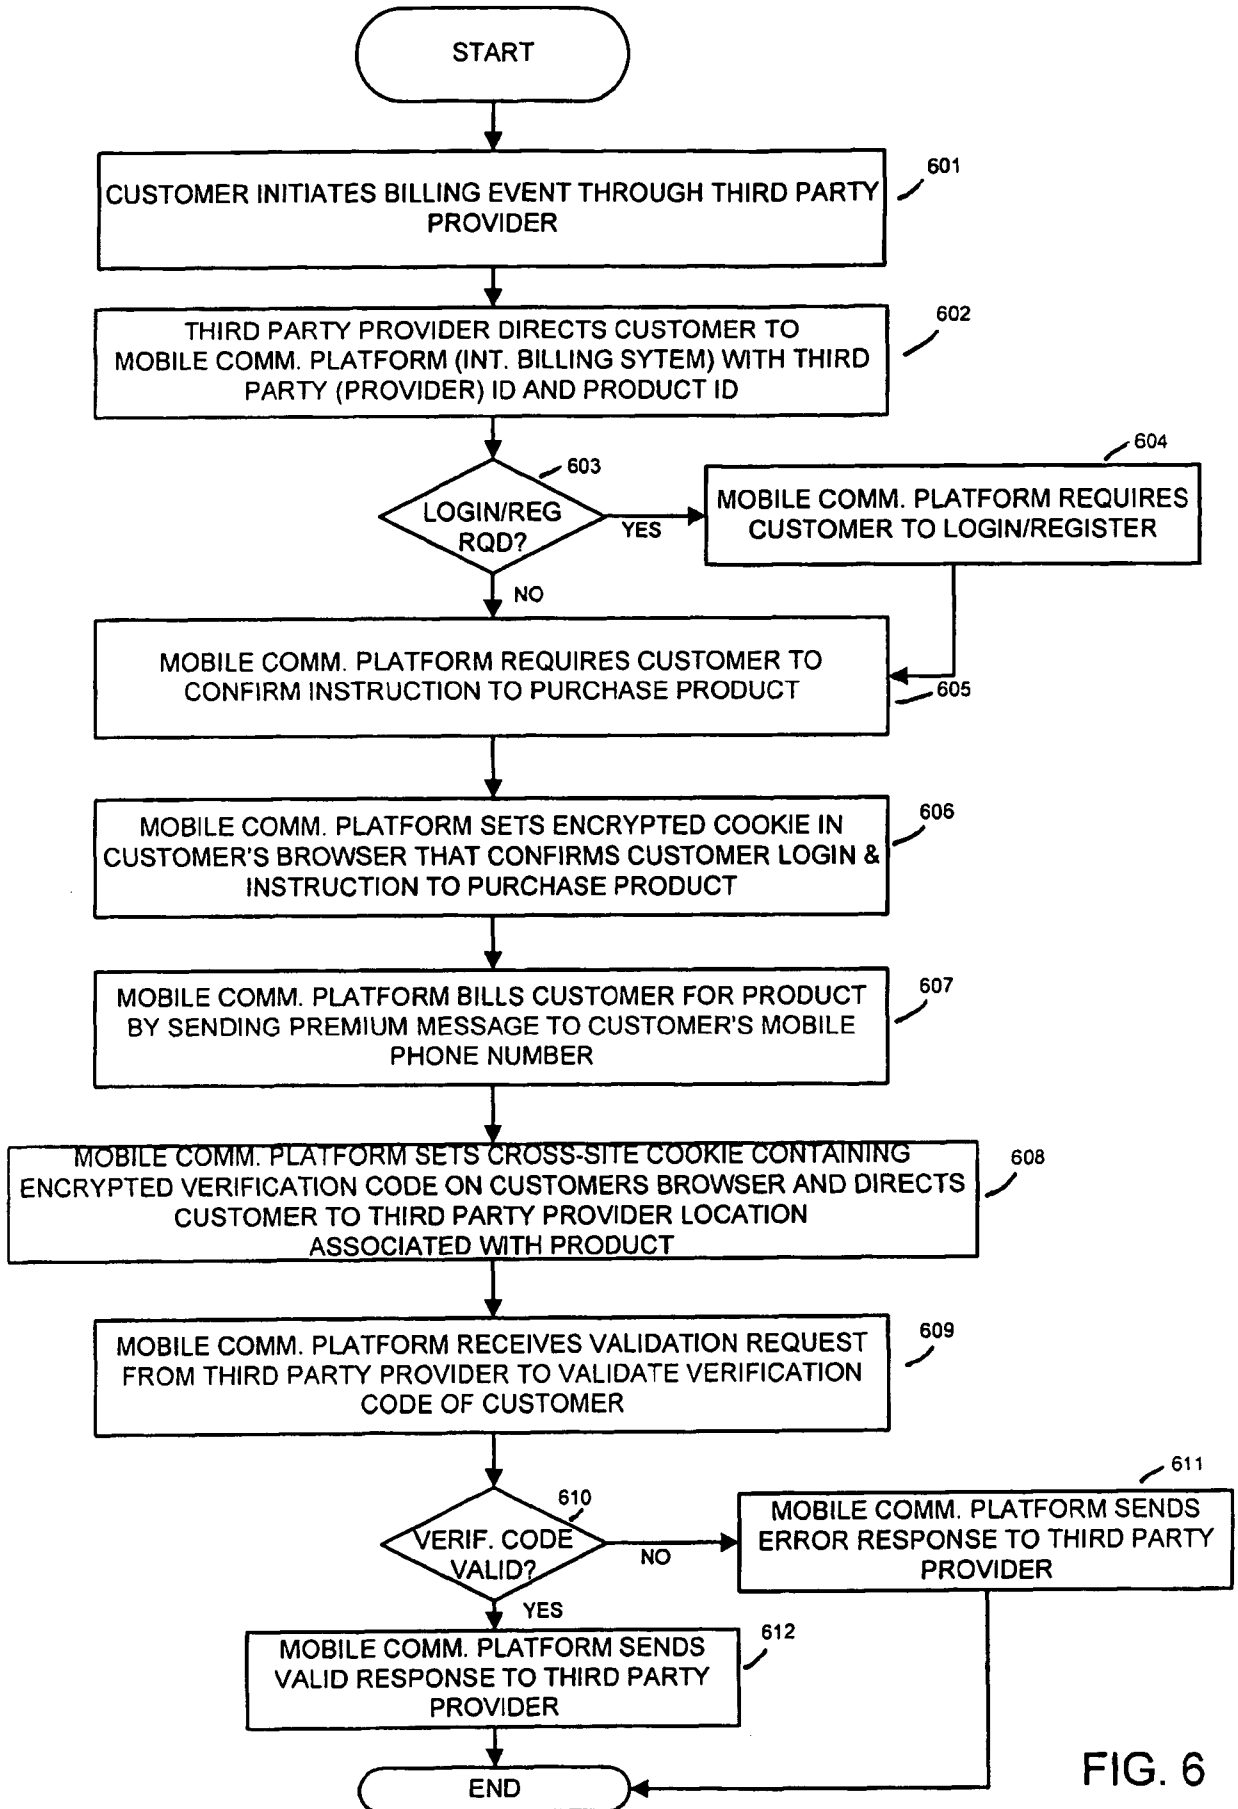 START
CUSTOMER INITIATES BILLING EVENT THROUGH THIRD PARTY
PROVIDER
601
THIRD PARTY PROVIDER DIRECTS CUSTOMER TO
MOBILE COMM. PLATFORM (INT. BILLING SYTEM) WITH THIRD
PARTY (PROVIDER) ID AND PRODUCT ID
602
LOGIN/REG
RQD?
603
YES
NO
MOBILE COMM. PLATFORM REQUIRES
CUSTOMER TO LOGIN/REGISTER
604
MOBILE COMM. PLATFORM REQUIRES CUSTOMER TO
CONFIRM INSTRUCTION TO PURCHASE PRODUCT
605
MOBILE COMM. PLATFORM SETS ENCRYPTED COOKIE IN
CUSTOMER'S BROWSER THAT CONFIRMS CUSTOMER LOGIN &
INSTRUCTION TO PURCHASE PRODUCT
606
MOBILE COMM. PLATFORM BILLS CUSTOMER FOR PRODUCT
BY SENDING PREMIUM MESSAGE TO CUSTOMER'S MOBILE
PHONE NUMBER
607
MOBILE COMM. PLATFORM SETS CROSS-SITE COOKIE CONTAINING
ENCRYPTED VERIFICATION CODE ON CUSTOMERS BROWSER AND DIRECTS
CUSTOMER TO THIRD PARTY PROVIDER LOCATION
ASSOCIATED WITH PRODUCT
608
MOBILE COMM. PLATFORM RECEIVES VALIDATION REQUEST
FROM THIRD PARTY PROVIDER TO VALIDATE VERIFICATION
CODE OF CUSTOMER
609
VERIF. CODE
VALID?
610
NO
YES
MOBILE COMM. PLATFORM SENDS
ERROR RESPONSE TO THIRD PARTY
PROVIDER
611
MOBILE COMM. PLATFORM SENDS
VALID RESPONSE TO THIRD PARTY
PROVIDER
612
END
FIG. 6